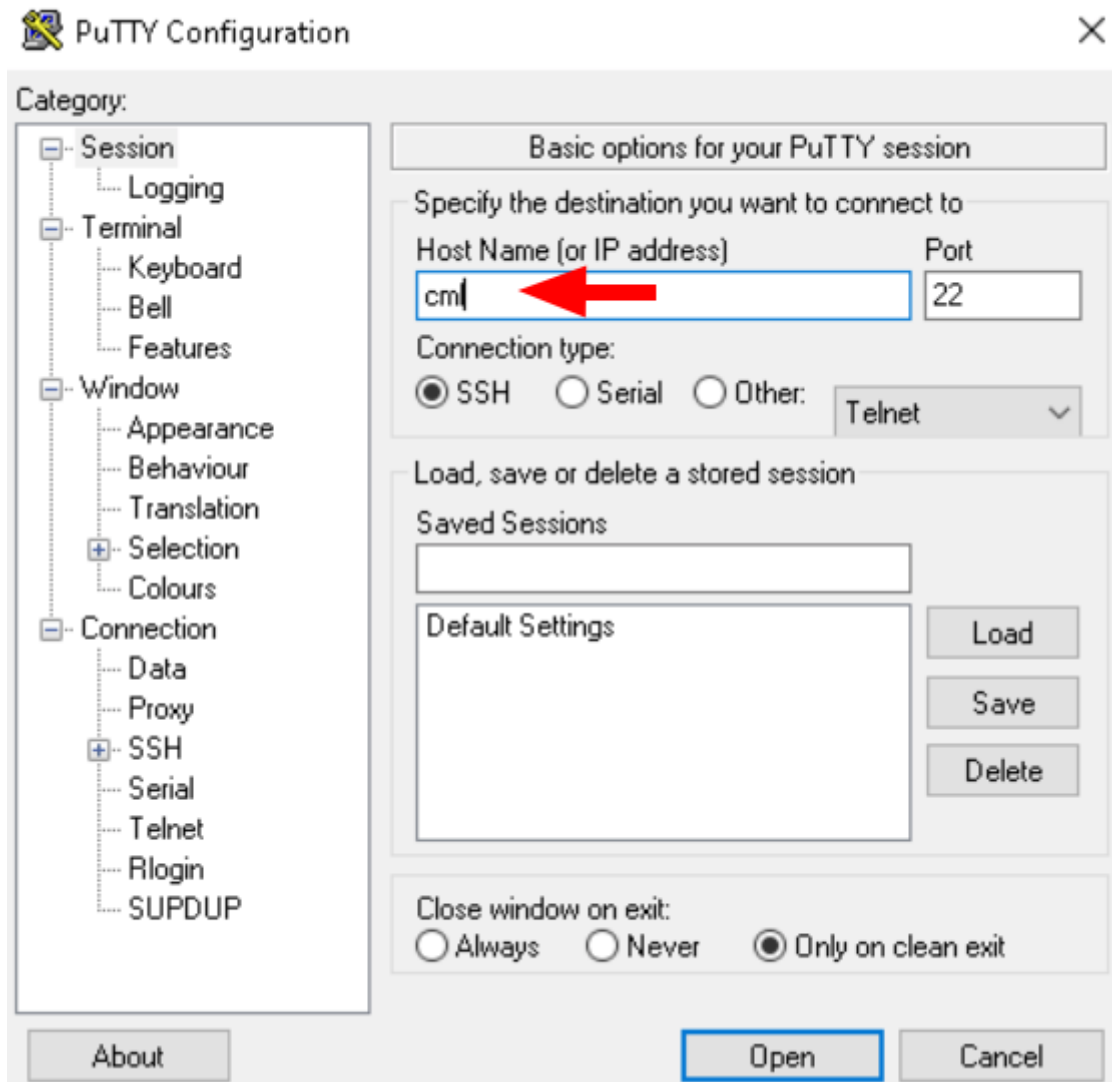 PuTTY Configuration
Category:
Session
Logging
Terminal
Keyboard
Bell
Features
Window
Appearance
Behaviour
Translation
Selection
Colours
Connection
Data
Proxy
SSH
Serial
Telnet
Rlogin
SUPDUP
Basic options for your PuTTY session
Specify the destination you want to connect to
Host Name (or IP address) Port
cml 22
Connection type:
SSH Serial Other: Telnet
Load, save or delete a stored session
Saved Sessions
Default Settings
Load
Save
Delete
Close window on exit:
Always Never Only on clean exit
About Open Cancel